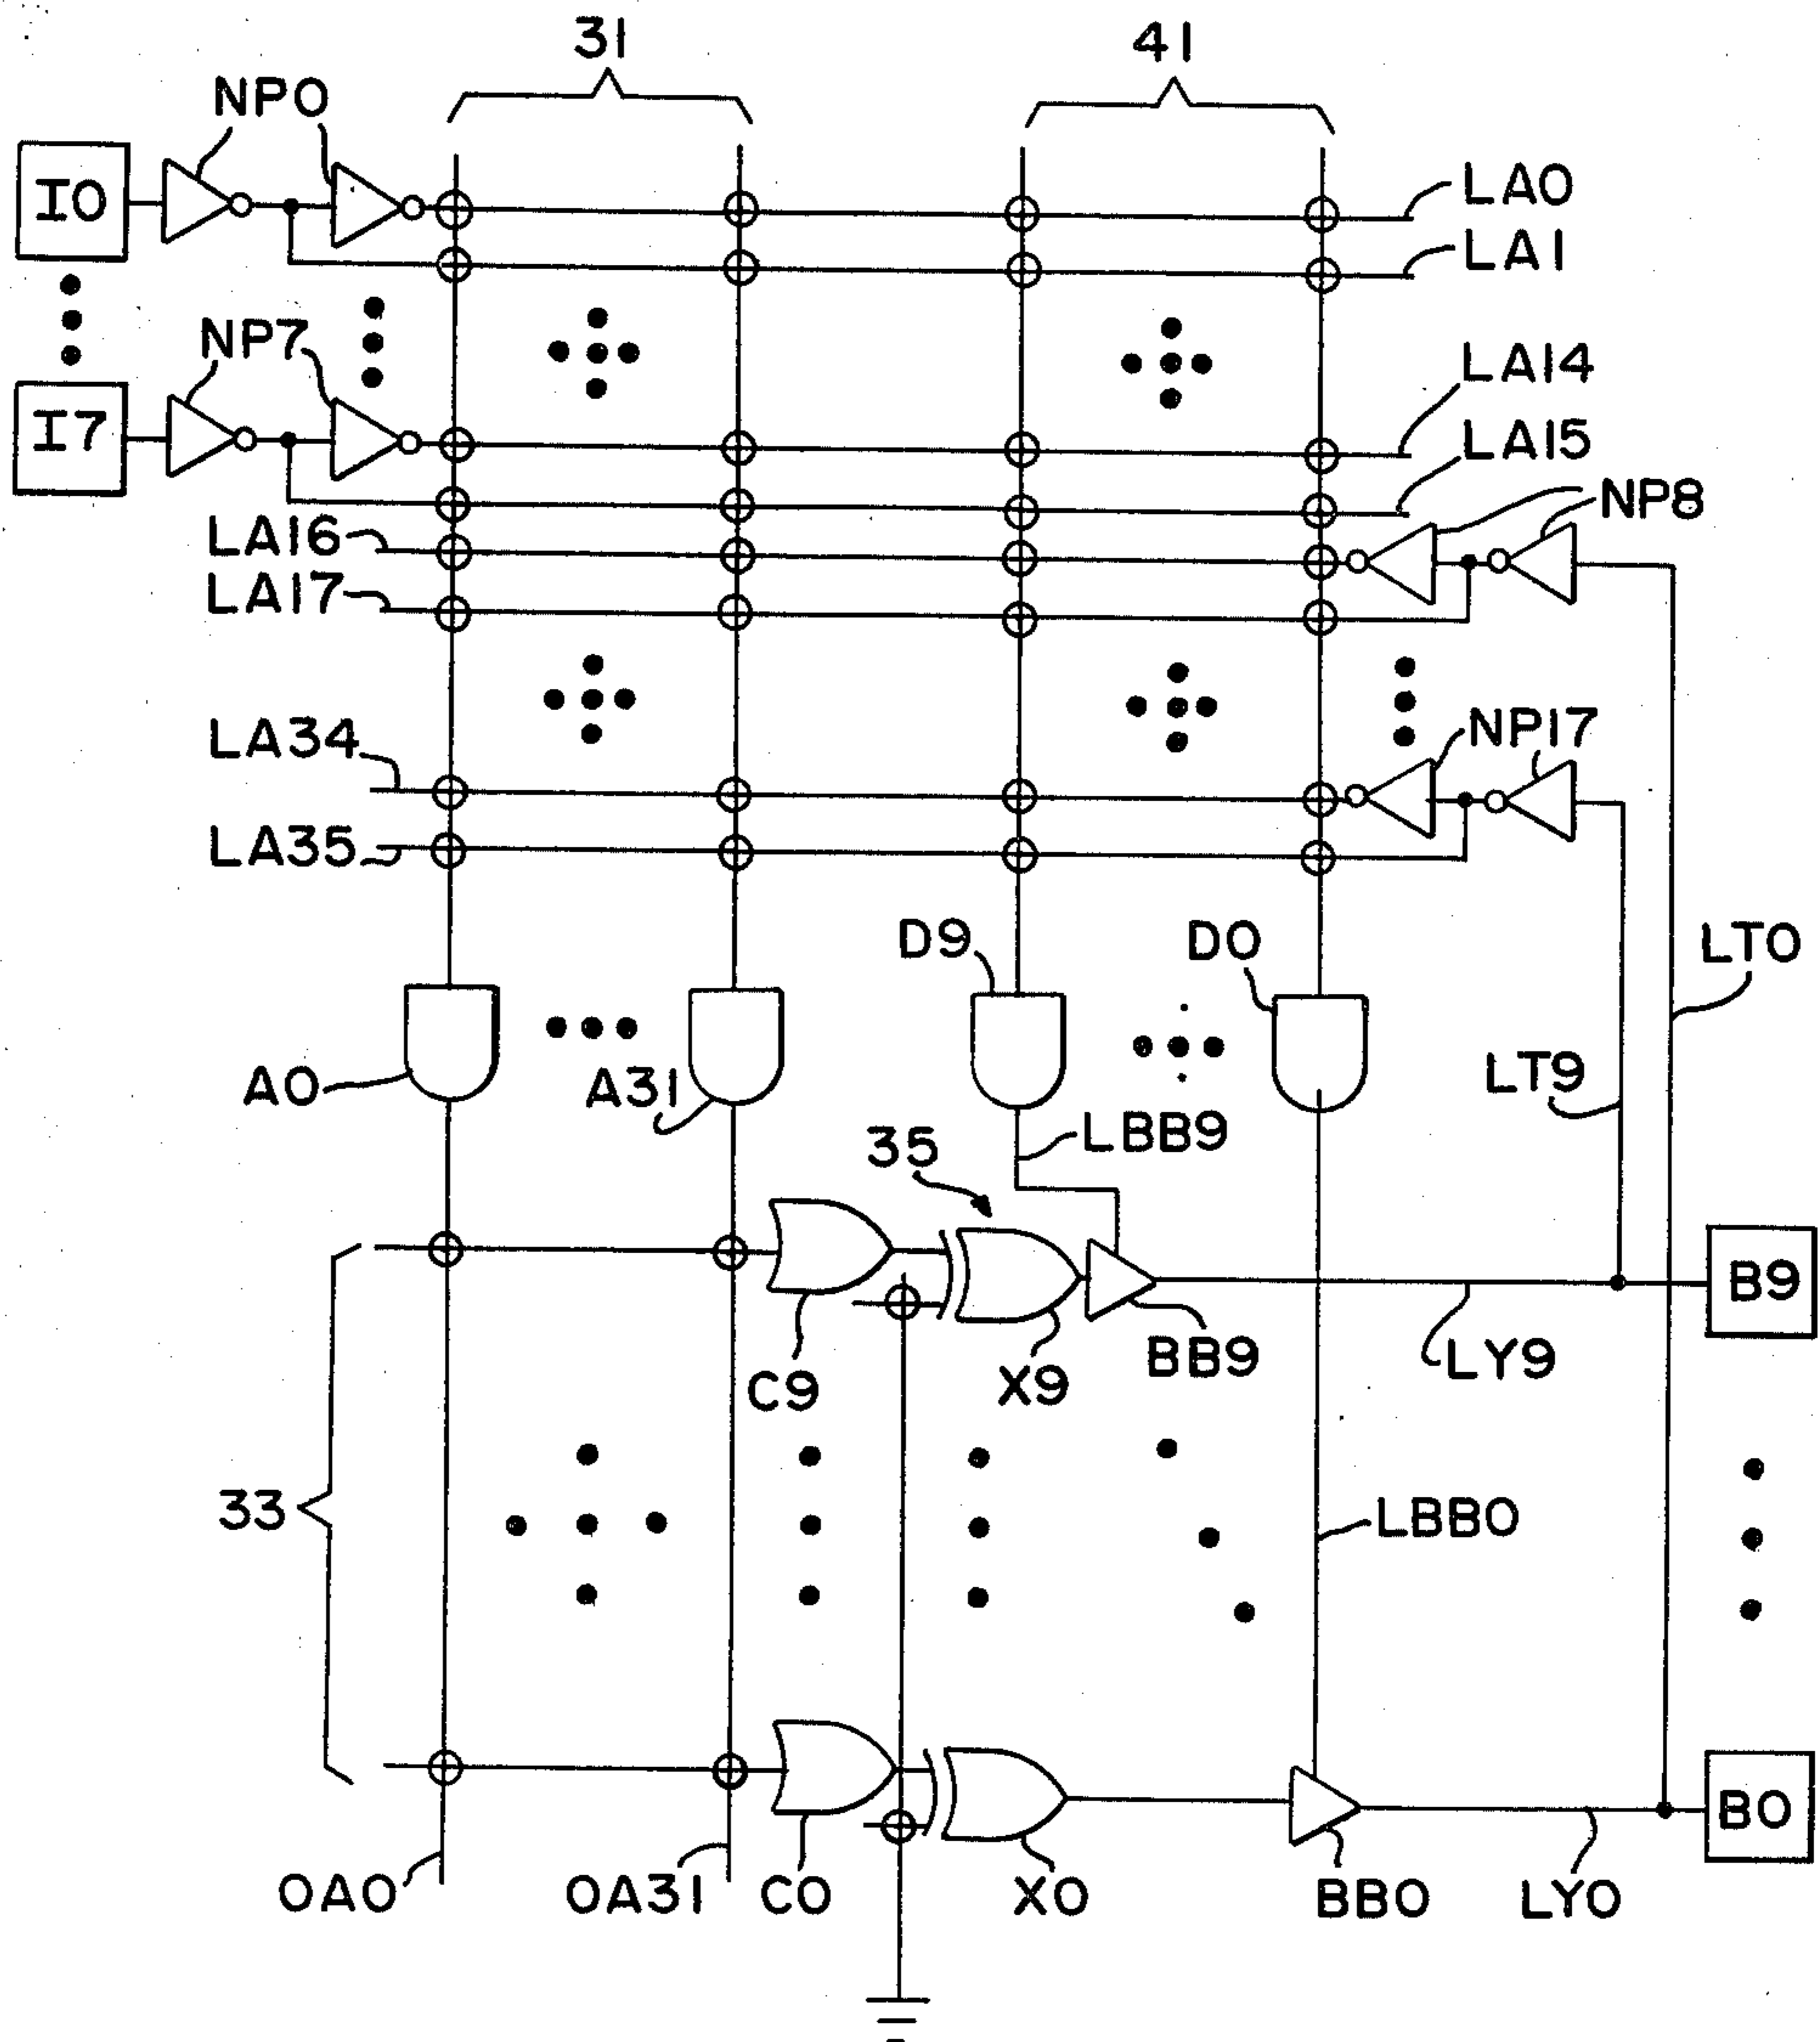 31
41
NP0
I0
LA0
LA1
NP7
LA14
I7
LA15
NP8
LA16
LA17
LA34
NP17
LA35
D9
D0
LT0
A0
A31
LT9
LBB9
35
B9
C9
X9
BB9
LY9
33
LBB0
B0
OA0
OA31
C0
X0
BB0
LY0